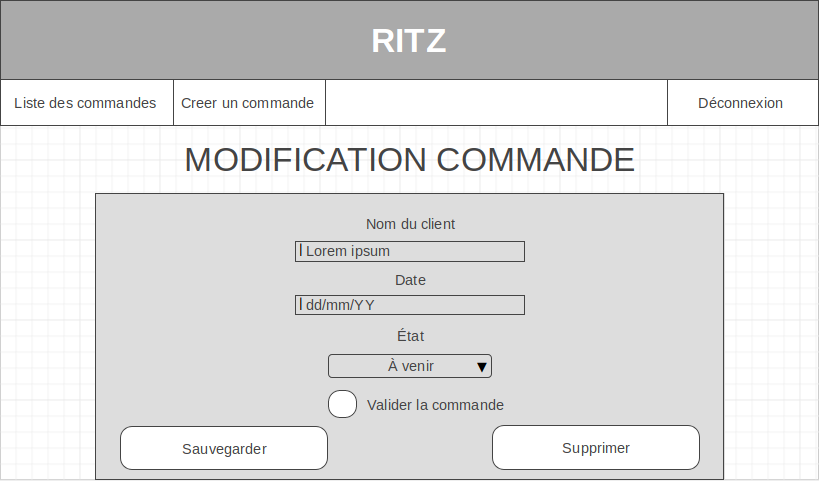 RITZ
Liste des commandes Creer un commande Déconnexion
MODIFICATION COMMANDE
Nom du client
Lorem ipsum
Date
dd/mm/YY
État
À venir
Valider la commande
Sauvegarder Supprimer